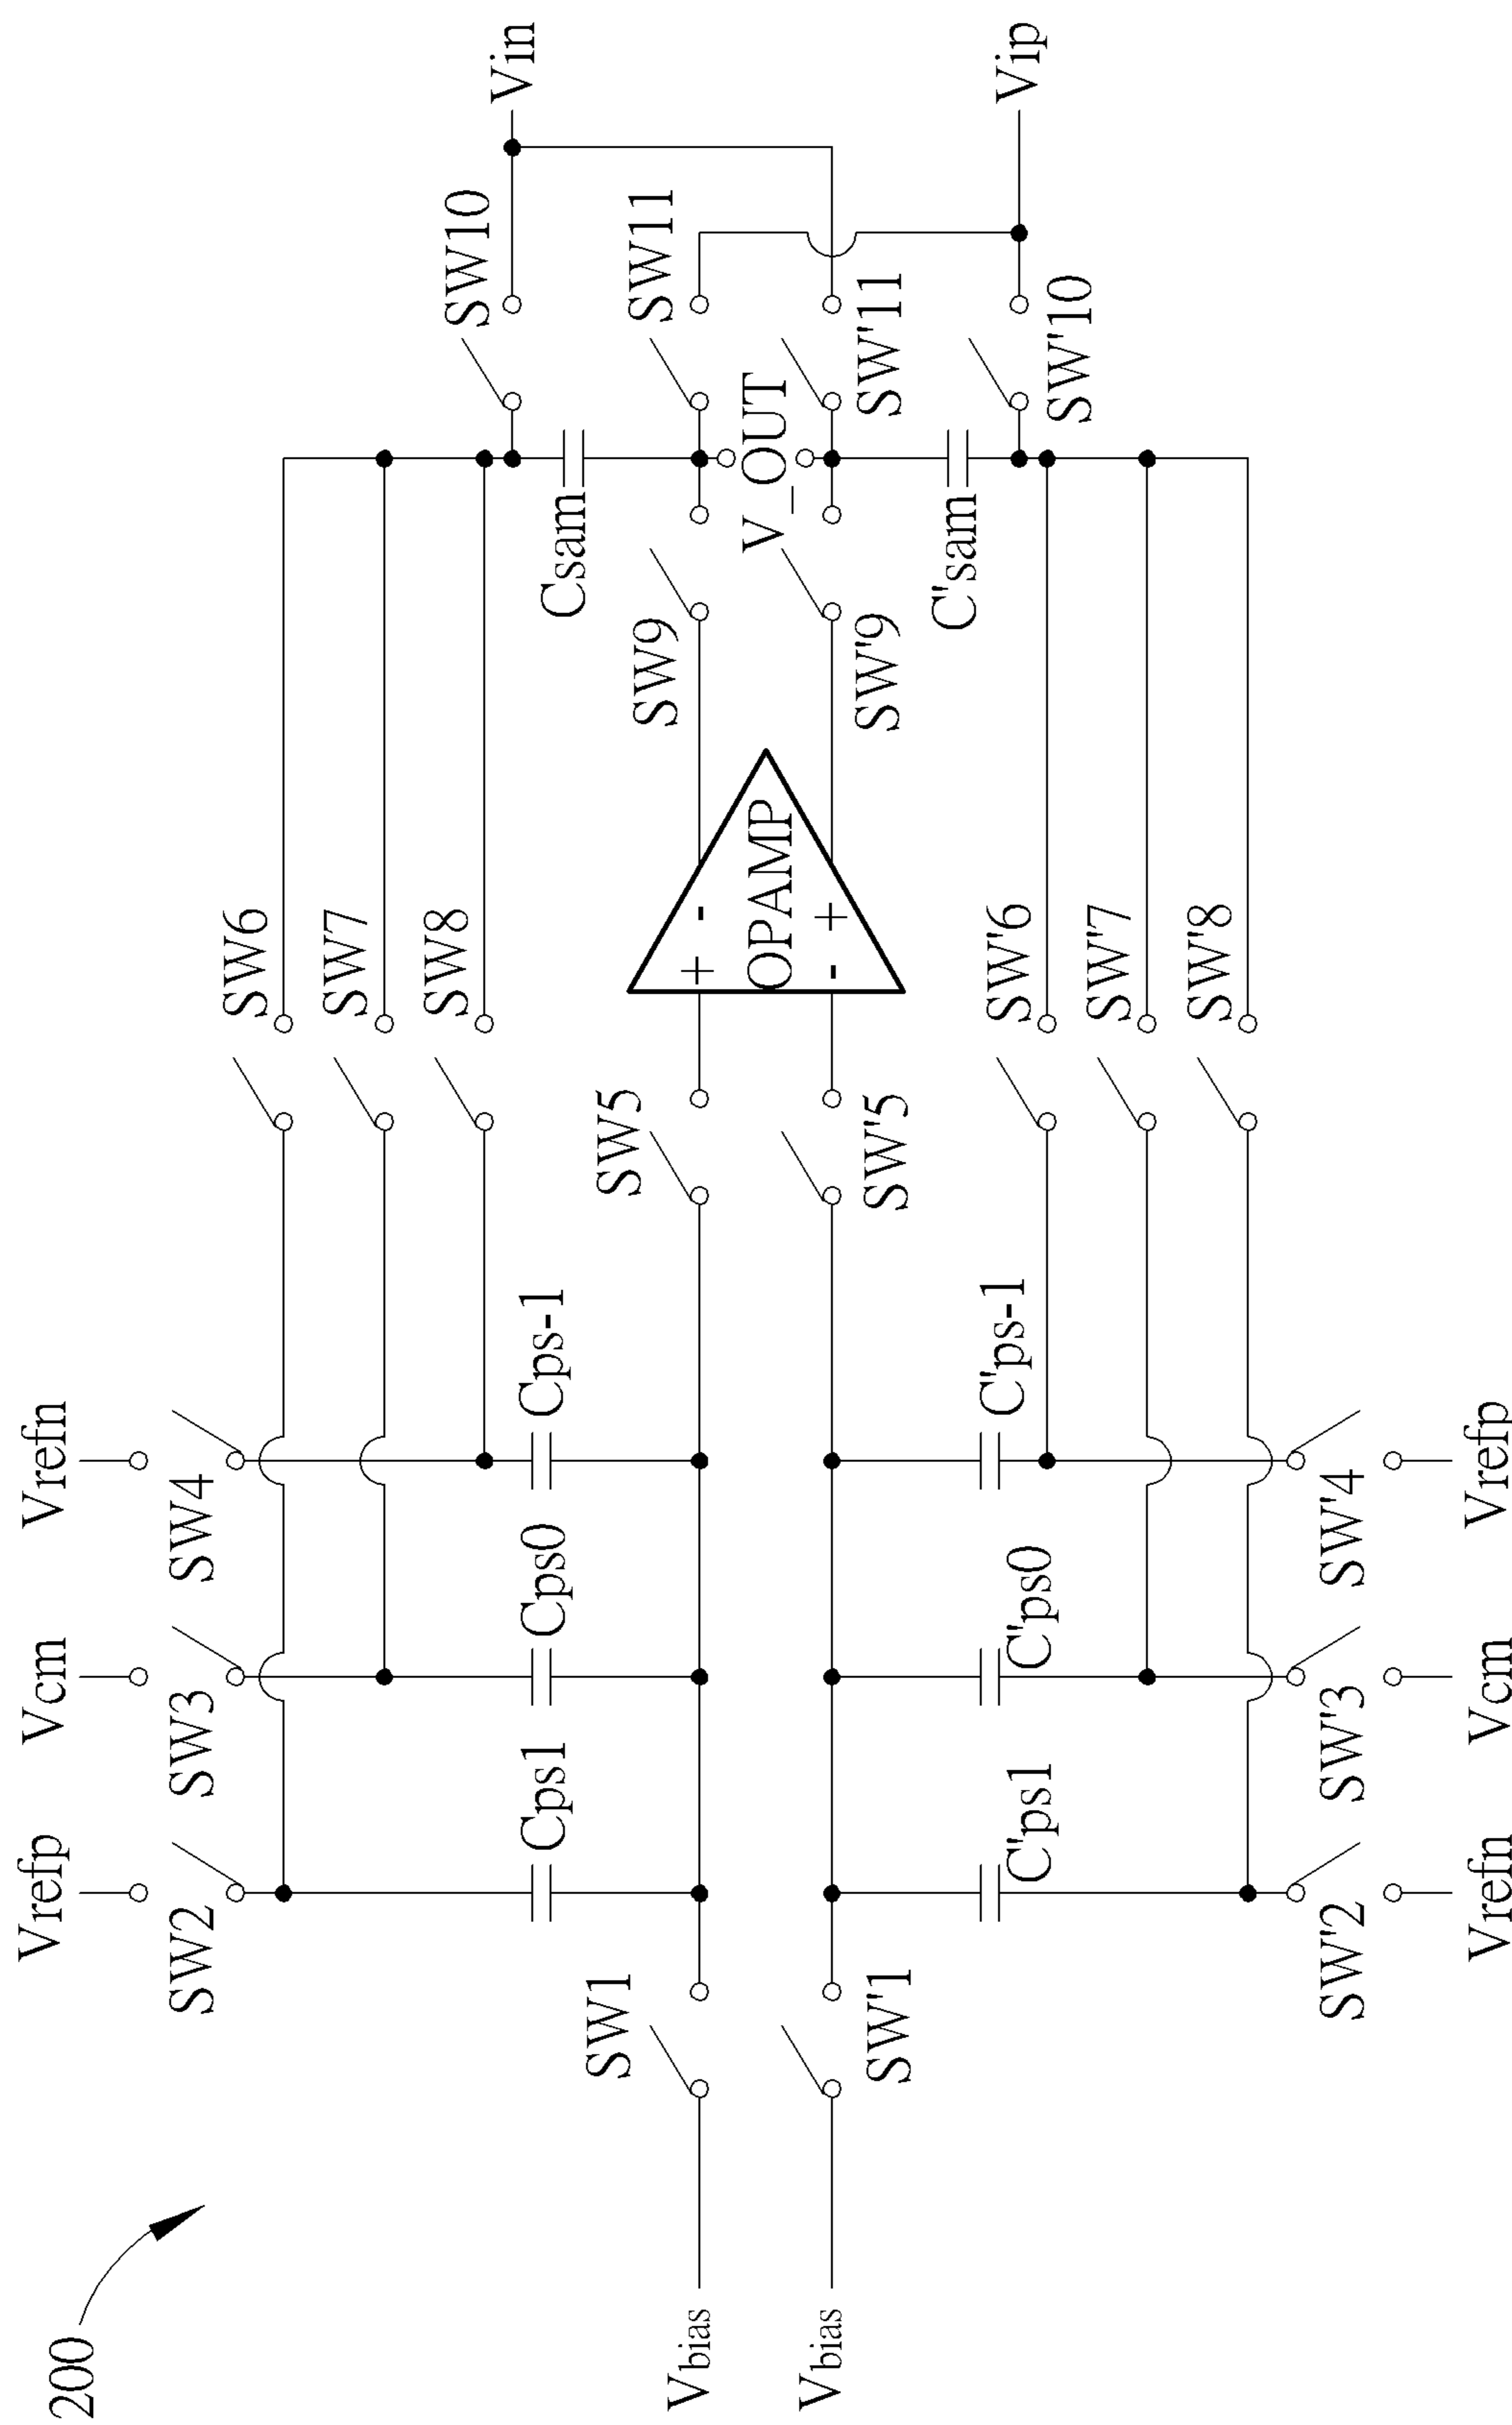 200
Vrefp
Vcm
Vrefn
SW2
SW3
SW4
SW6
SW7
SW8
SW10
Vin
Cps1
Cps0
Cps-1
Csam
SW1
SW5
SW9
SW11
Vbias
+
-
OPAMP
V_OUT
Vbias
-
+
SW'1
SW'5
SW'9
SW'11
C'ps1
C'ps0
C'ps-1
C'sam
SW'6
SW'7
SW'8
SW'10
Vip
SW'2
SW'3
SW'4
Vrefn
Vcm
Vrefp